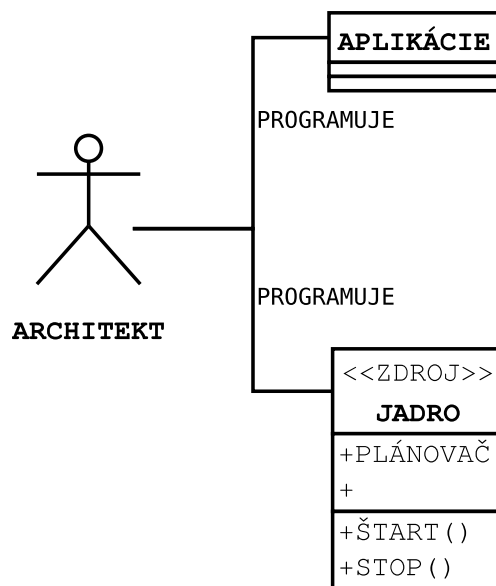 APLIKÁCIE
PROGRAMUJE
PROGRAMUJE
ARCHITEKT
<<ZDROJ>>
JADRO
+PLÁNOVAČ
+
+ŠTART()
+STOP()